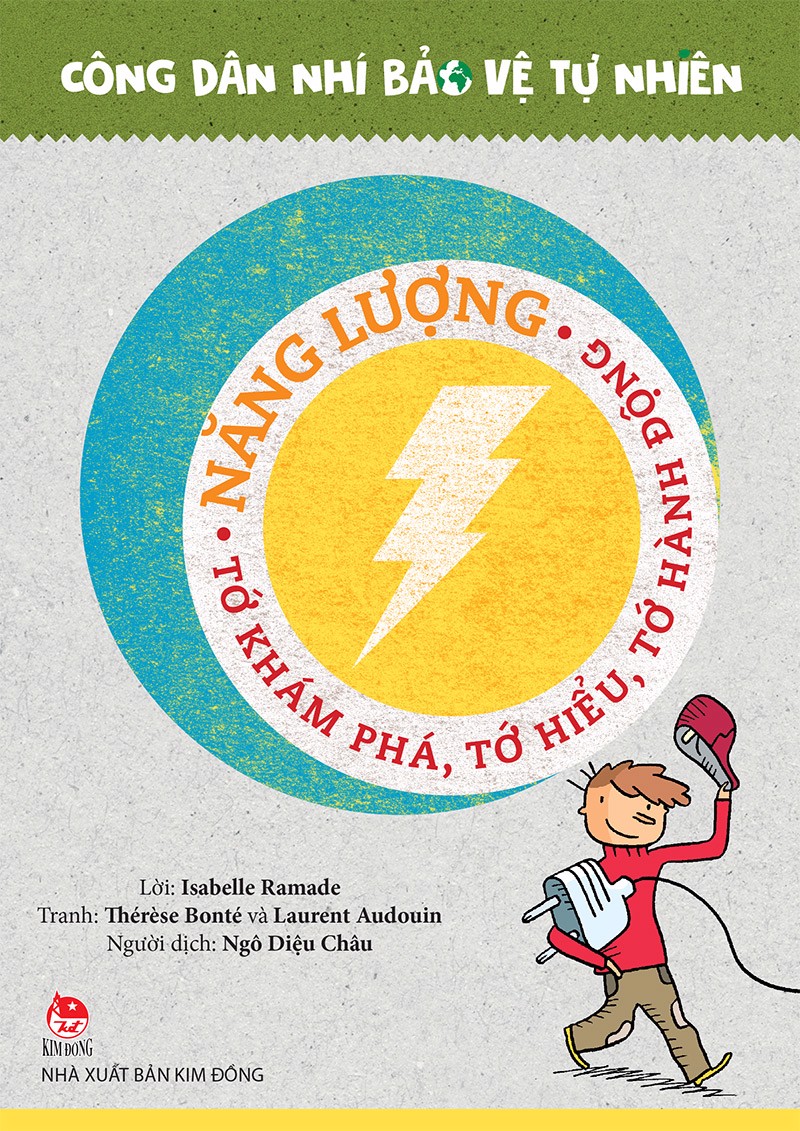 CÔNG DÂN NHÍ BẢO VỆ TỰ NHIÊN
NĂNG LƯỢNG •
TỚ KHÁM PHÁ, TỚ HIỂU, TỚ HÀNH ĐỘNG •
Lời: Isabelle Ramade
Tranh: Thérèse Bonté và Laurent Audouin
Người dịch: Ngô Diệu Châu
KIM ĐỒNG
NHÀ XUẤT BẢN KIM ĐỒNG